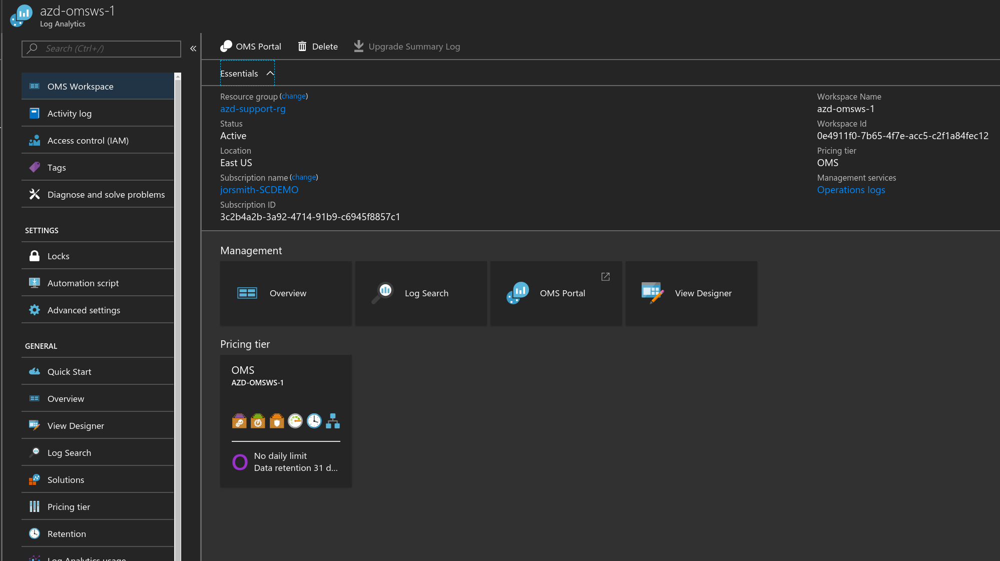 azd-omsws-1
Log Analytics
Search (Ctrl+/)
«
OMS Workspace
Activity log
Access control (IAM)
Tags
Diagnose and solve problems
SETTINGS
Locks
Automation script
Advanced settings
GENERAL
Quick Start
Overview
View Designer
Log Search
Solutions
Pricing tier
Retention
Log Analytics usage
OMS Portal
Delete
Upgrade Summary Log
Essentials
Resource group (change)
azd-support-rg
Status
Active
Location
East US
Subscription name (change)
jorsmith-SCDEMO
Subscription ID
3c2b4a2b-3a92-4714-91b9-c6945f8857c1
Workspace Name
azd-omsws-1
Workspace Id
0e4911f0-7b65-4f7e-acc5-c2f1a84fec12
Pricing tier
OMS
Management services
Operations logs
Management
Overview
Log Search
OMS Portal
View Designer
Pricing tier
OMS
AZD-OMSWS-1
O
No daily limit
Data retention 31 d...